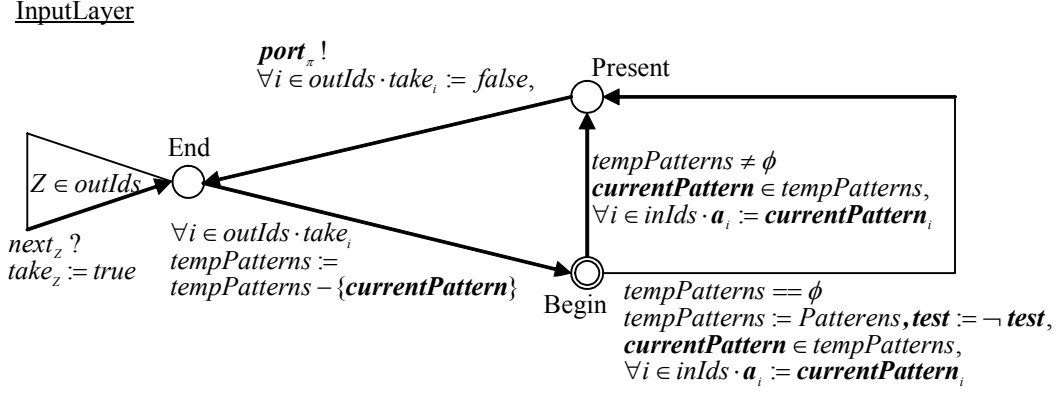 InputLayer
port_π !
∀i ∈ outIds · take_i := false,
Present
End
Z ∈ outIds
next_Z ?
take_Z := true
∀i ∈ outIds · take_i
tempPatterns :=
tempPatterns − {currentPattern}
tempPatterns ≠ ϕ
currentPattern ∈ tempPatterns,
∀i ∈ inIds · a_i := currentPattern_i
Begin
tempPatterns == ϕ
tempPatterns := Patterens, test := ¬ test,
currentPattern ∈ tempPatterns,
∀i ∈ inIds · a_i := currentPattern_i